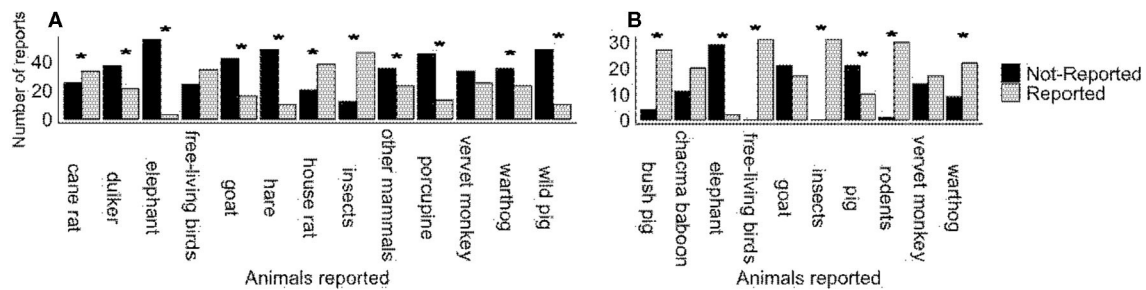 A
Number of reports
40
20
0
cane rat
duiker
elephant
free-living birds
goat
hare
house rat
insects
other mammals
porcupine
vervet monkey
warthog
wild pig
Animals reported
B
30
20
10
0
bush pig
chacma baboon
elephant
free-living birds
goat
insects
pig
rodents
vervet monkey
warthog
Animals reported
Not-Reported
Reported